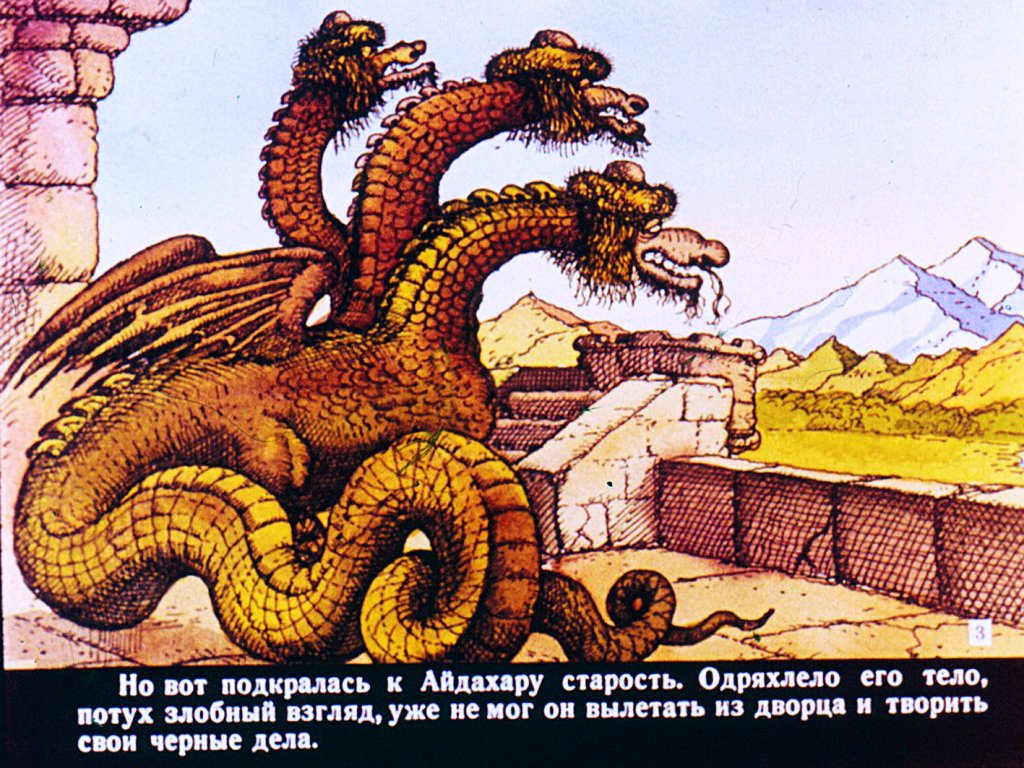 3
Но вот подкралась к Айдахару старость. Одряхлело его тело,
потух злобный взгляд, уже не мог он вылетать из дворца и творить
свои черные дела.